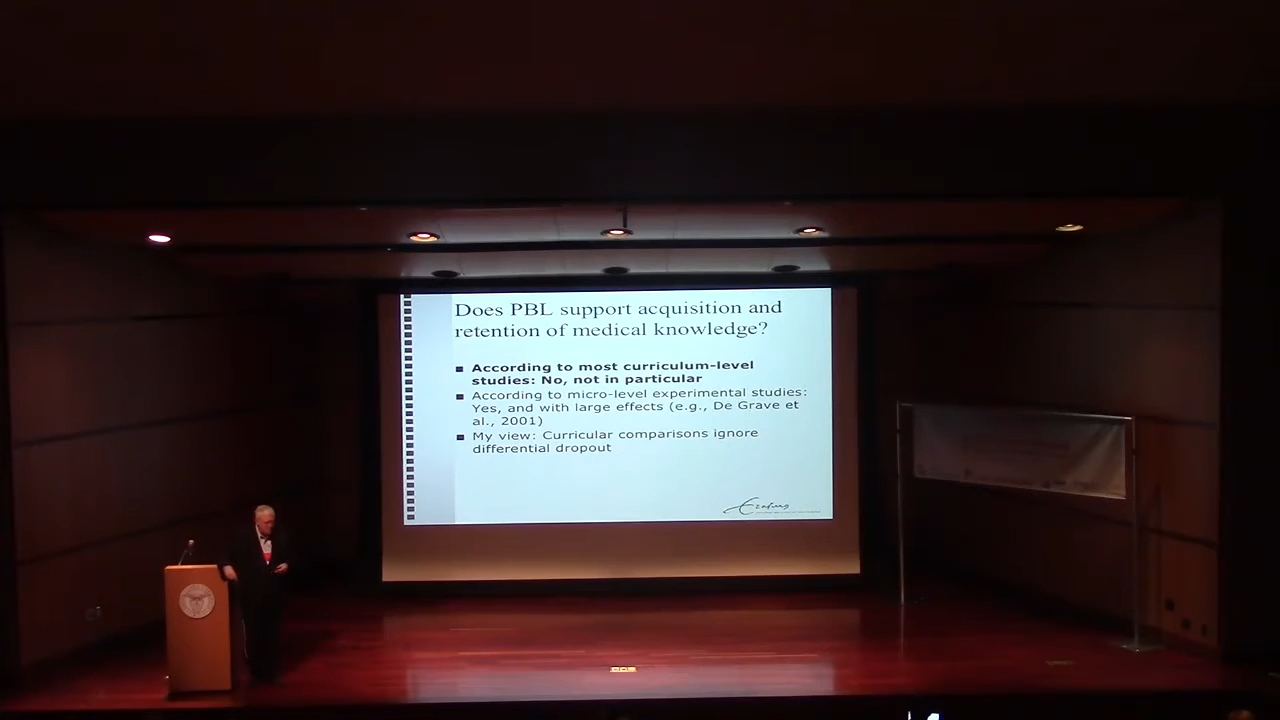 Does PBL support acquisition and
retention of medical knowledge?
According to most curriculum-level
studies: No, not in particular
According to micro-level experimental studies:
Yes, and with large effects (e.g., De Grave et
al., 2001)
My view: Curricular comparisons ignore
differential dropout
Erasmus